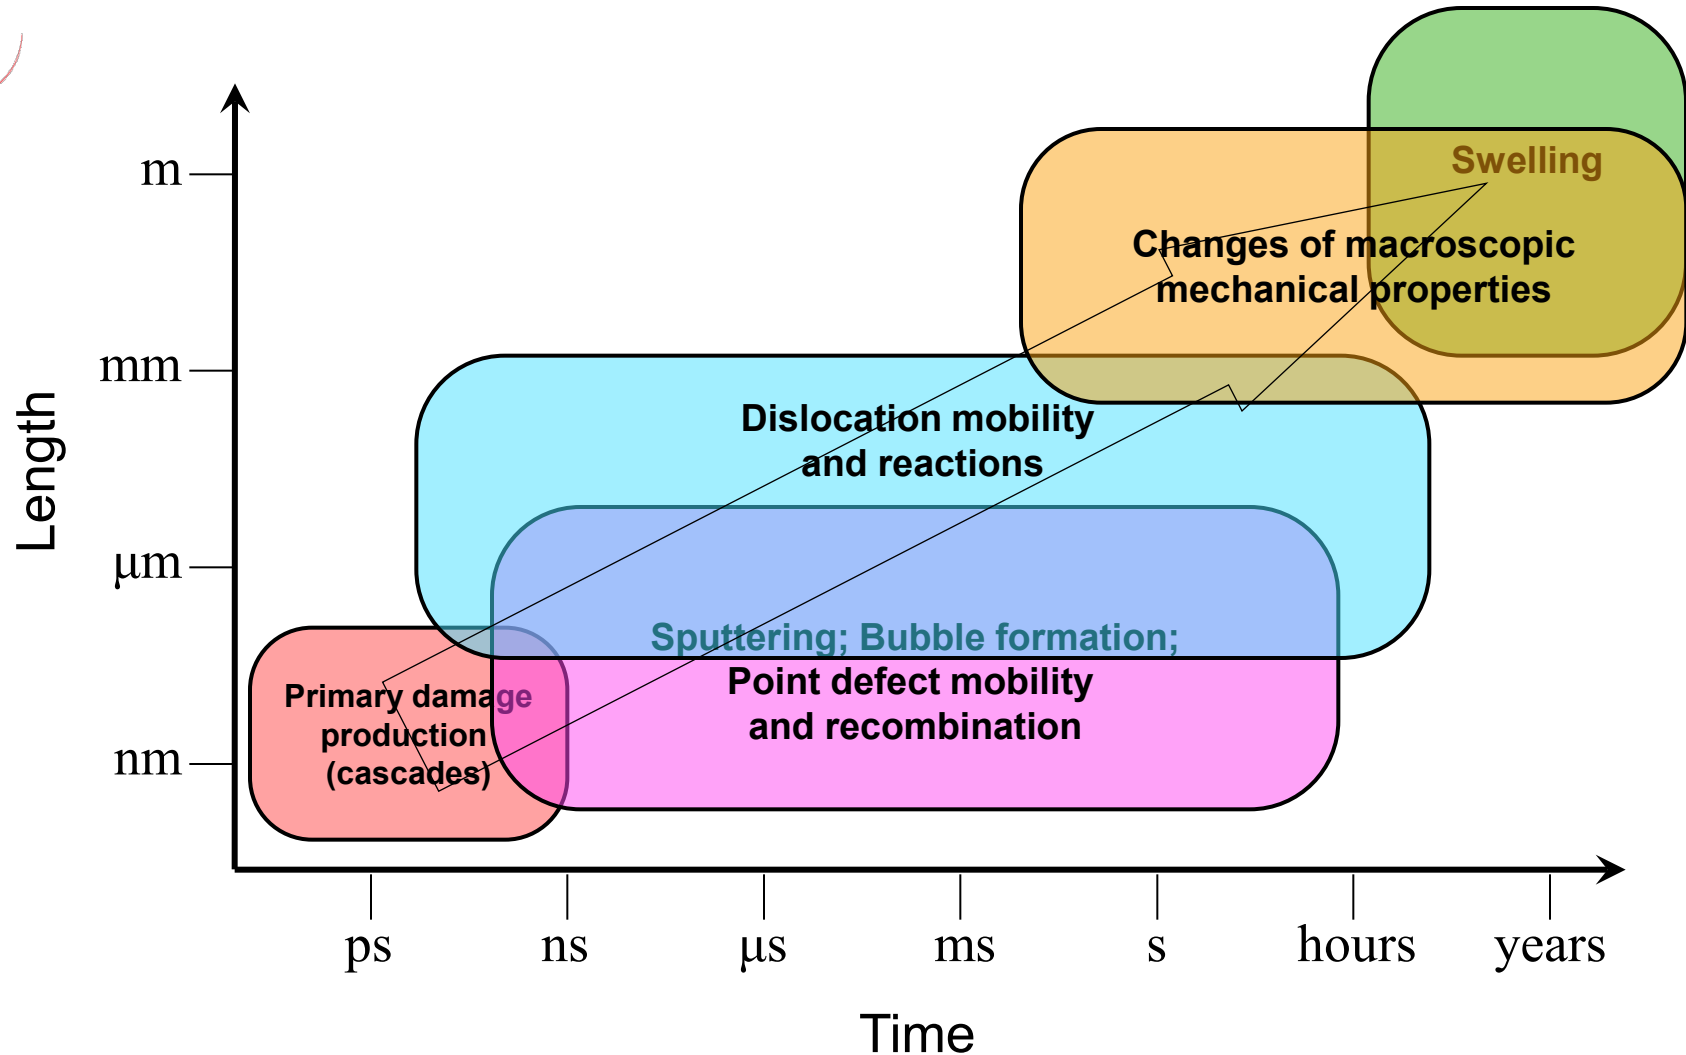 Swelling
m
Changes of macroscopic
mechanical properties
mm
Dislocation mobility
and reactions
Length
μm
Sputtering; Bubble formation;
Point defect mobility
and recombination
Primary damage
production
(cascades)
nm
ps ns μs ms s hours years
Time